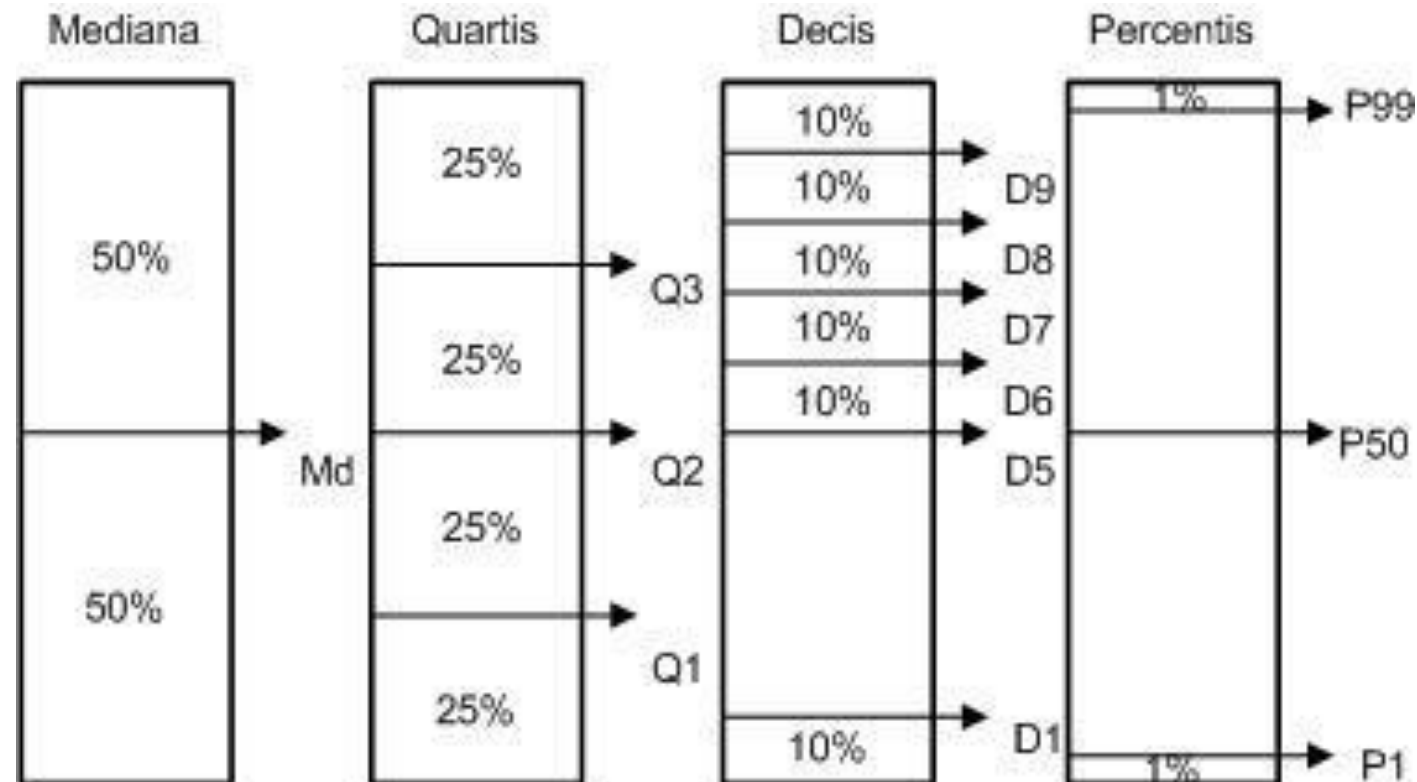 Mediana Quartis Decis Percentis
1% P99
10%
25% 10% D9
50% 10% D8
Q3
10% D7
25% 10% D6
P50
Md Q2 D5
25%
50%
Q1
25% 10% D1
1% P1